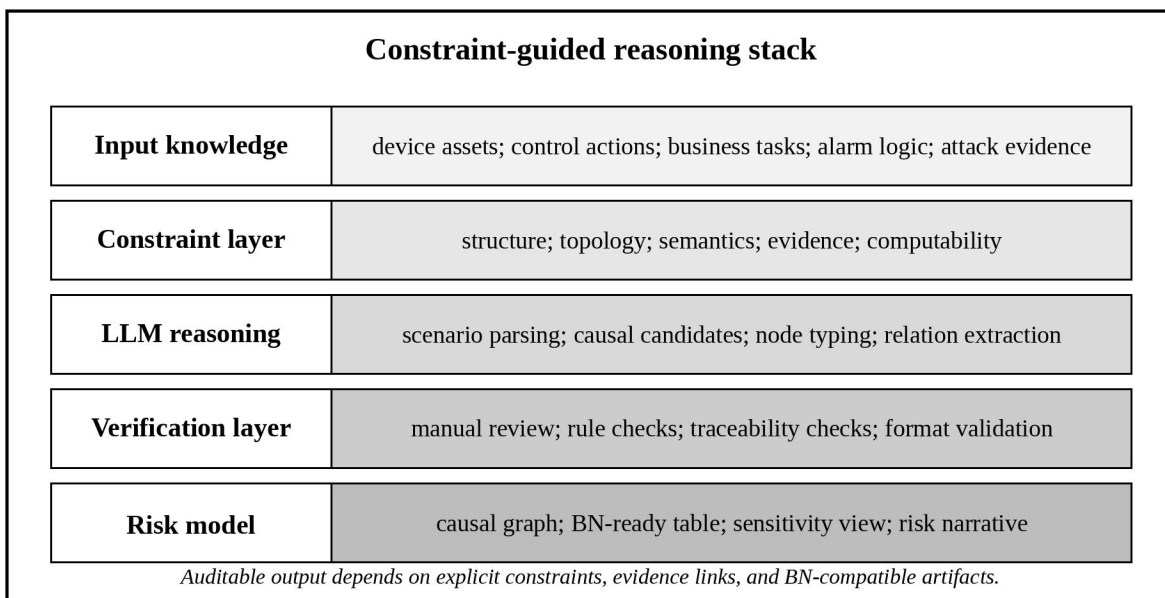 Constraint-guided reasoning stack
Input knowledge
device assets; control actions; business tasks; alarm logic; attack evidence
Constraint layer
structure; topology; semantics; evidence; computability
LLM reasoning
scenario parsing; causal candidates; node typing; relation extraction
Verification layer
manual review; rule checks; traceability checks; format validation
Risk model
causal graph; BN-ready table; sensitivity view; risk narrative
Auditable output depends on explicit constraints, evidence links, and BN-compatible artifacts.